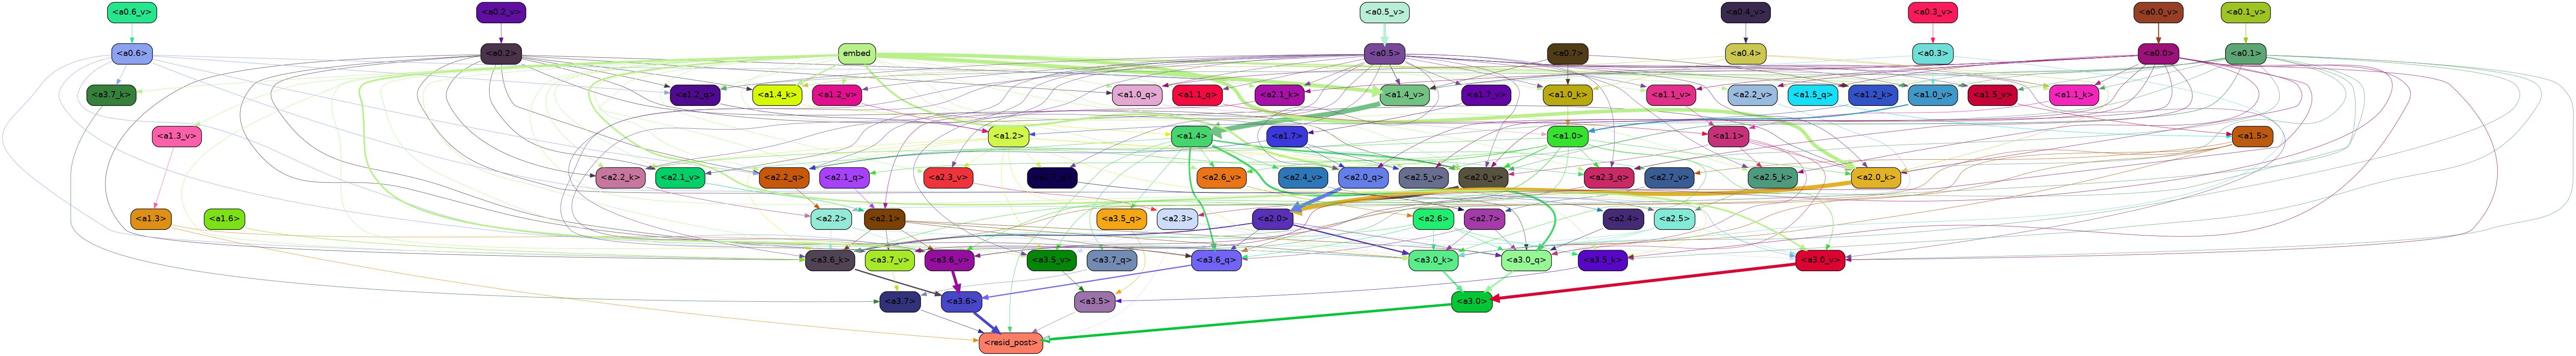 <a0.6_v> <a0.2_v> <a0.5_v> <a0.4_v> <a0.3_v> <a0.0_v> <a0.1_v>
<a0.6> <a0.2> embed <a0.5> <a0.7> <a0.4> <a0.3> <a0.0> <a0.1>
<a3.7_k> <a1.2_q> <a1.4_k> <a1.2_v> <a1.0_q> <a1.1_q> <a2.1_k> <a1.4_v> <a1.7_v> <a1.0_k> <a1.1_v> <a2.2_v> <a1.5_q> <a1.2_k> <a1.0_v> <a1.5_v> <a1.1_k>
<a1.3_v> <a1.2> <a1.4> <a1.7> <a1.0> <a1.1> <a1.5>
<a2.2_k> <a2.1_v> <a2.2_q> <a2.1_q> <a2.3_v> <a2.6_v> <a2.4_v> <a2.0_q> <a2.5_v> <a2.0_v> <a2.3_q> <a2.7_v> <a2.5_k> <a2.0_k>
<a1.3> <a1.6> <a2.2> <a2.1> <a3.5_q> <a2.3> <a2.0> <a2.6> <a2.7> <a2.4> <a2.5>
<a3.6_k> <a3.7_v> <a3.6_v> <a3.5_v> <a3.7_q> <a3.6_q> <a3.0_k> <a3.0_q> <a3.5_k> <a3.0_v>
<a3.7> <a3.6> <a3.5> <a3.0>
<resid_post>